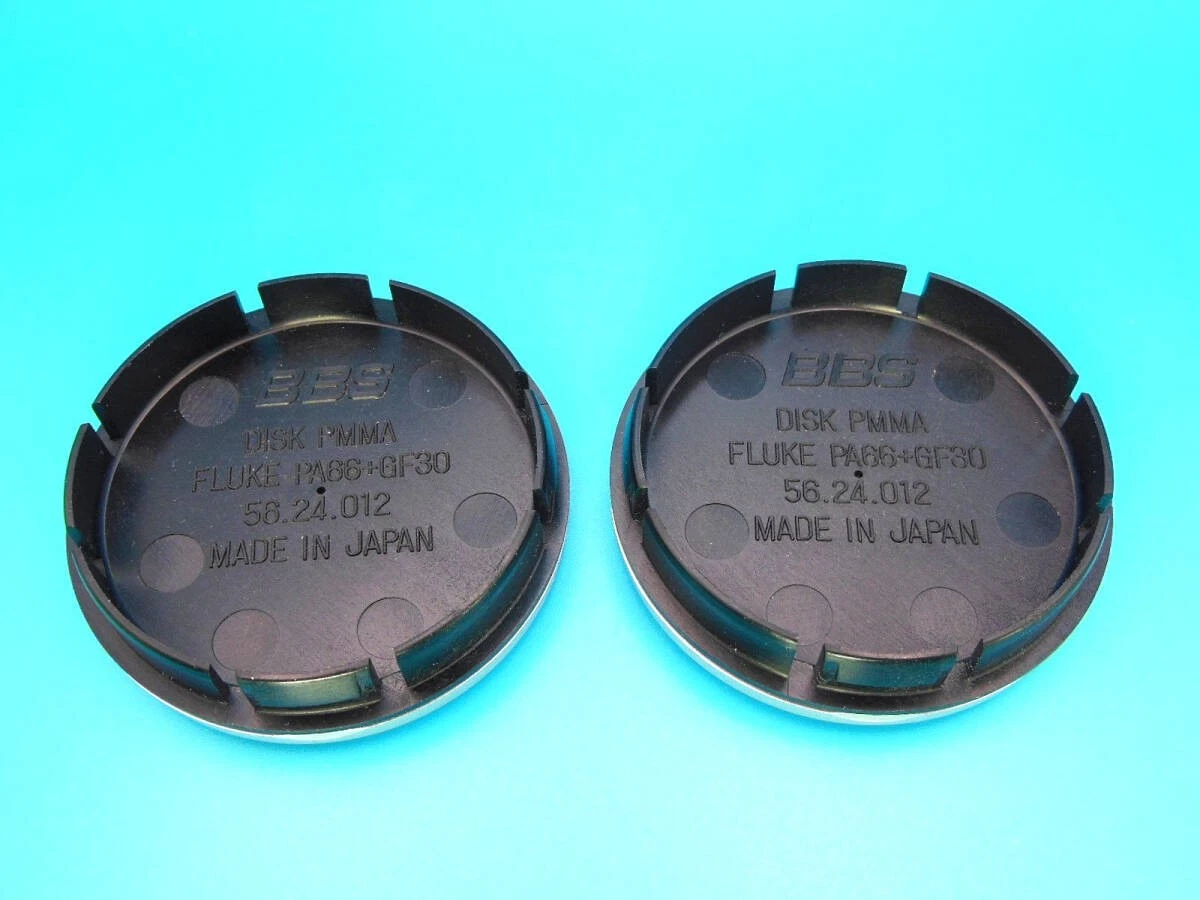 BBS
DISK PMMA
FLUKE PA66+GF30
56.24.012
MADE IN JAPAN
BBS
DISK PMMA
FLUKE PA66+GF30
56.24.012
MADE IN JAPAN